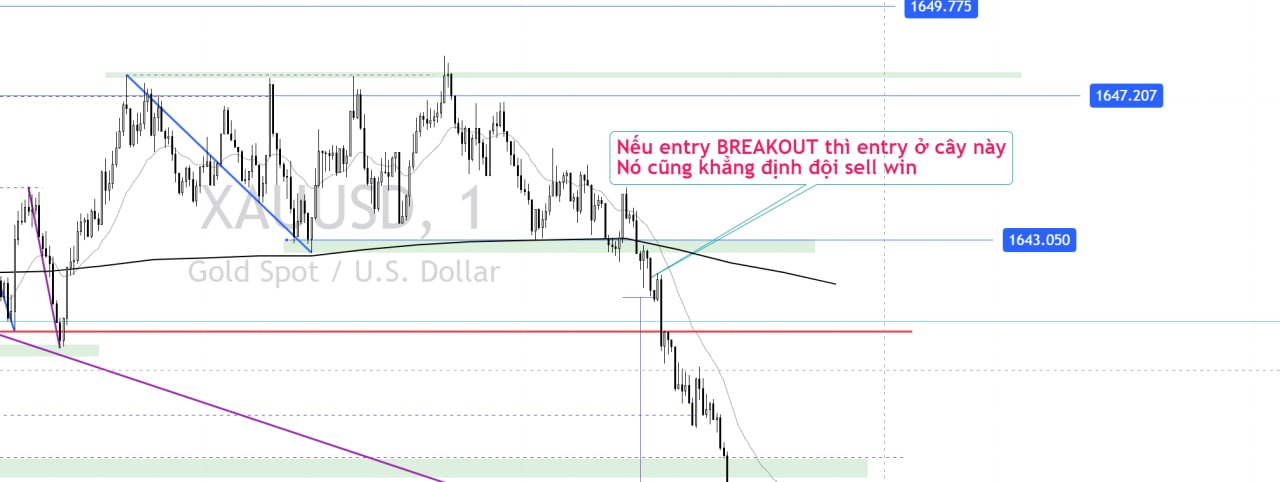 1649.775
1647.207
Nếu entry BREAKOUT thì entry ở cây này
Nó cũng khẳng định đội sell win
XAUUSD, 1
1643.050
Gold Spot / U.S. Dollar